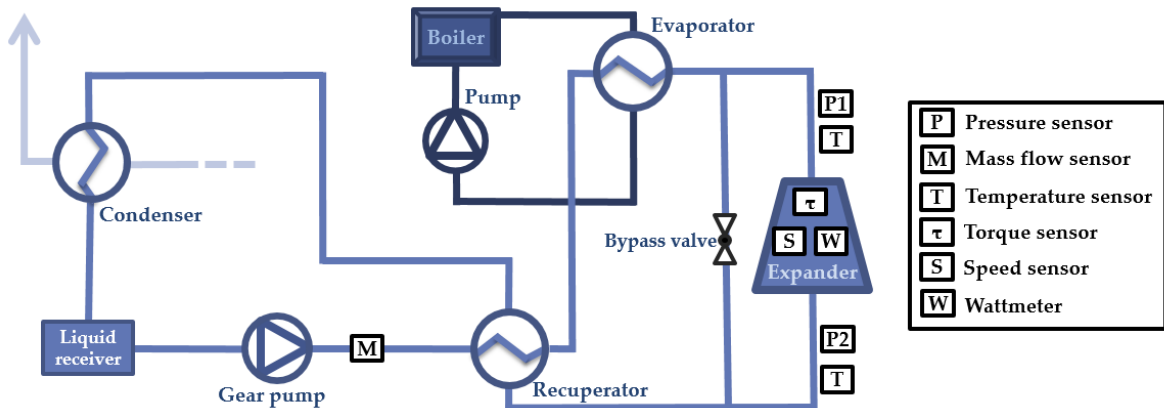 Boiler
Evaporator
Pump
P1
T
Condenser
Bypass valve
τ
S
W
Expander
Liquid
receiver
Gear pump
M
Recuperator
P2
T
P Pressure sensor
M Mass flow sensor
T Temperature sensor
τ Torque sensor
S Speed sensor
W Wattmeter